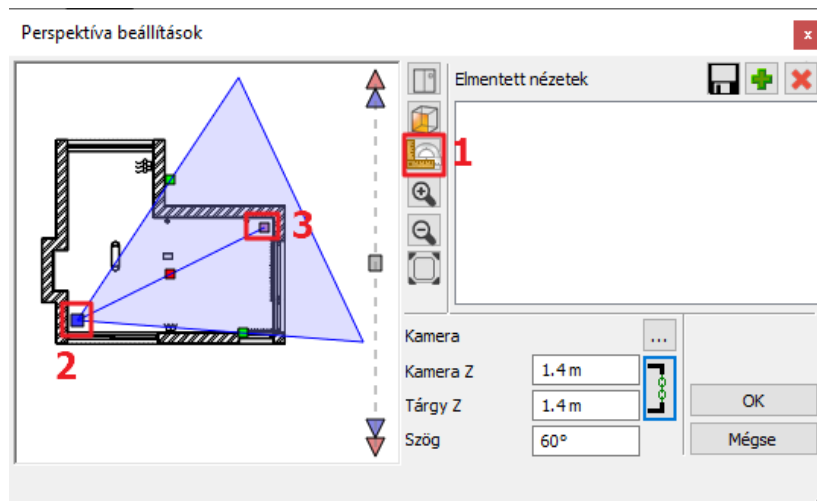 Perspektíva beállítások
x
Elmentett nézetek
1
3
2
Kamera
...
Kamera Z
1.4 m
Tárgy Z
1.4 m
Szög
60°
OK
Mégse